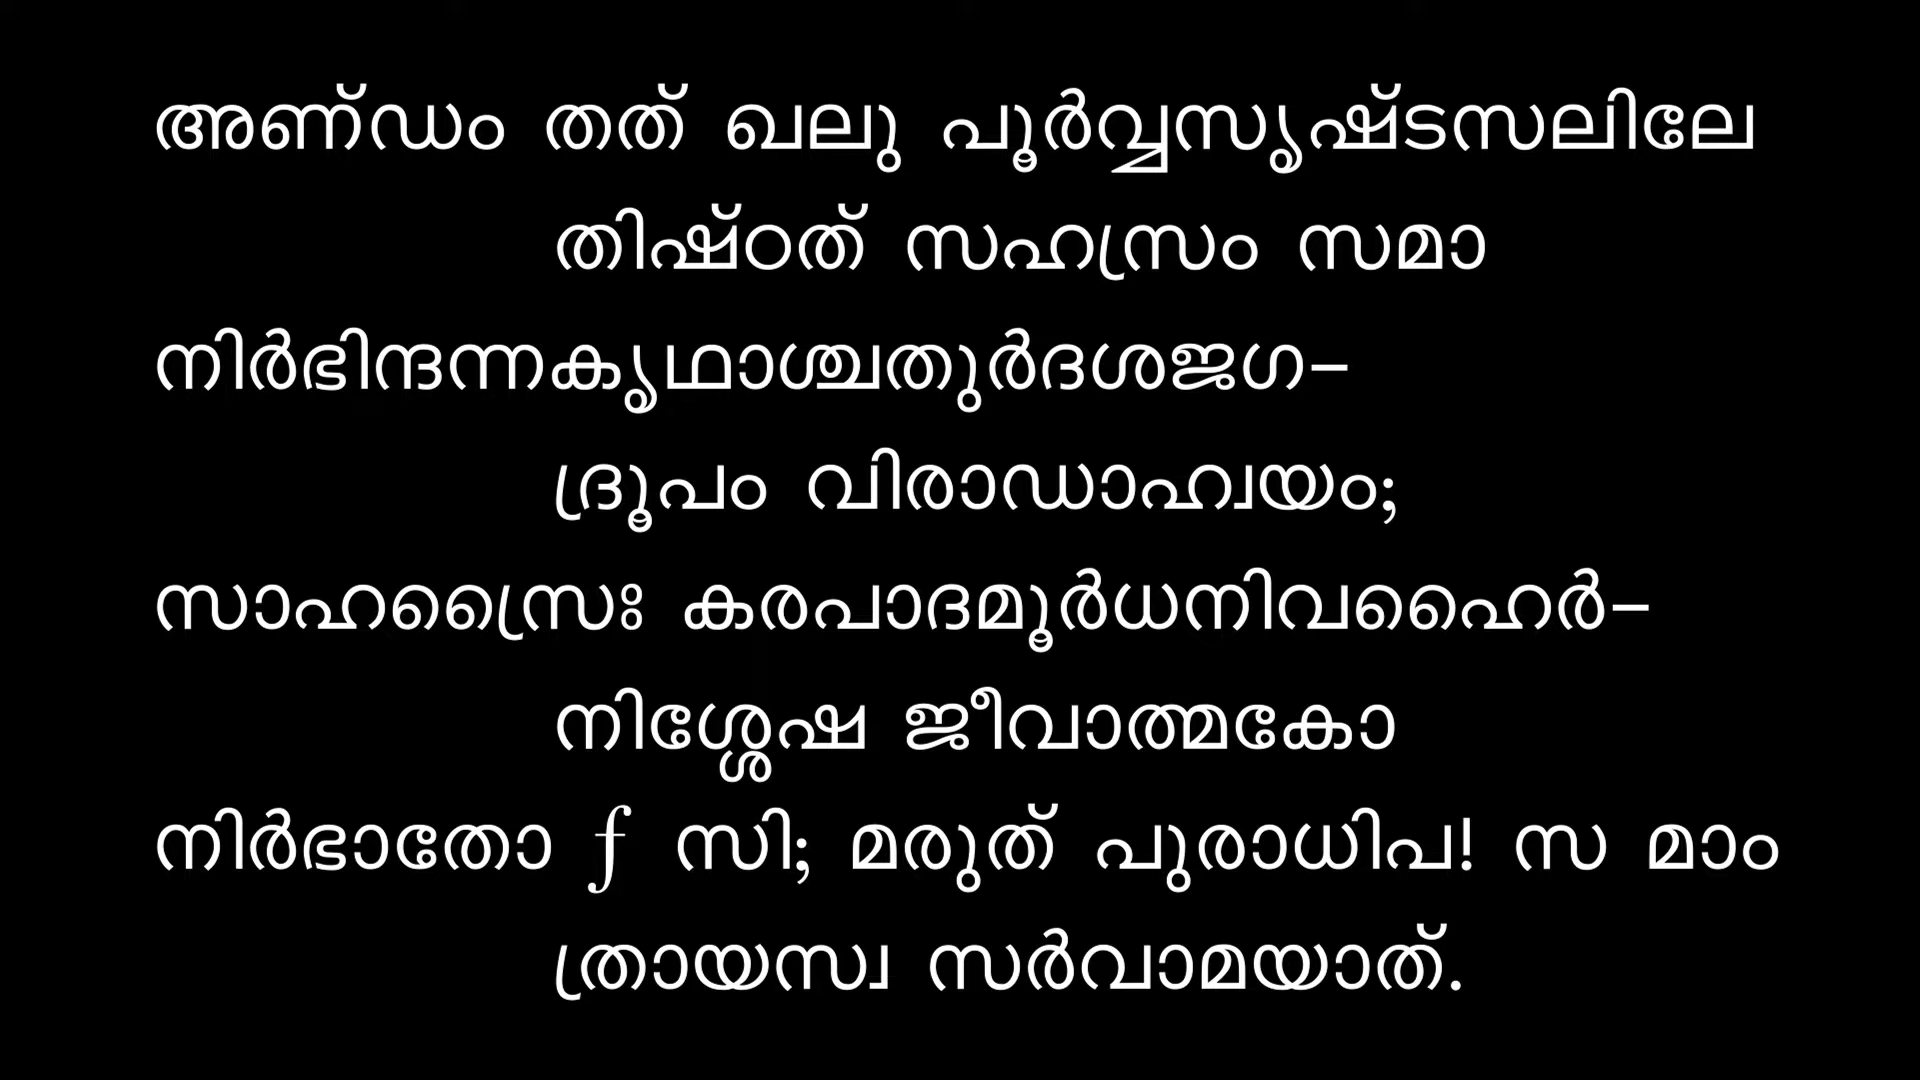 അണ്ഡം തത് ഖലു പൂർവ്വസൃഷ്ടസലിലേ
തിഷ്ഠത് സഹസ്രം സമാ
നിർഭിന്ദന്നകൃഥാശ്ചതുർദശജഗ-
ദ്രൂപം വിരാഡാഹ്വയം;
സാഹസ്രൈഃ കരപാദമൂർധനിവഹൈർ-
നിശ്ശേഷ ജീവാത്മകോ
നിർഭാതോ ƒ സി; മരുത് പുരാധിപ! സ മാം
ത്രായസ്വ സർവാമയാത്.